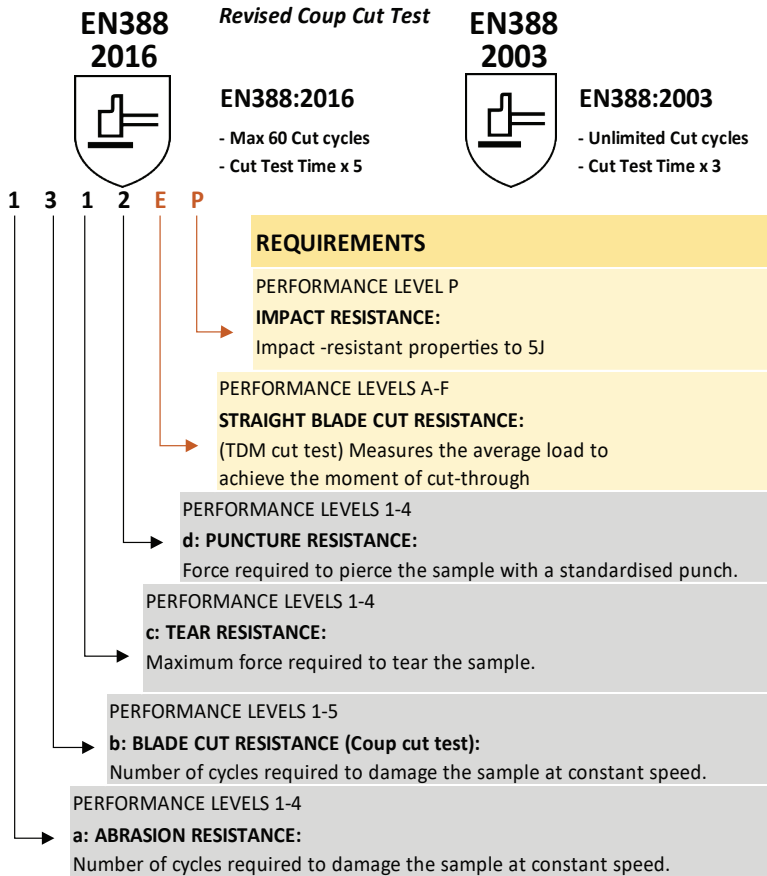 EN388
2016
Revised Coup Cut Test
EN388
2003
EN388:2016
- Max 60 Cut cycles
- Cut Test Time x 5
EN388:2003
- Unlimited Cut cycles
- Cut Test Time x 3
1 3 1 2 E P
REQUIREMENTS
PERFORMANCE LEVEL P
IMPACT RESISTANCE:
Impact -resistant properties to 5J
PERFORMANCE LEVELS A-F
STRAIGHT BLADE CUT RESISTANCE:
(TDM cut test) Measures the average load to
achieve the moment of cut-through
PERFORMANCE LEVELS 1-4
d: PUNCTURE RESISTANCE:
Force required to pierce the sample with a standardised punch.
PERFORMANCE LEVELS 1-4
c: TEAR RESISTANCE:
Maximum force required to tear the sample.
PERFORMANCE LEVELS 1-5
b: BLADE CUT RESISTANCE (Coup cut test):
Number of cycles required to damage the sample at constant speed.
PERFORMANCE LEVELS 1-4
a: ABRASION RESISTANCE:
Number of cycles required to damage the sample at constant speed.